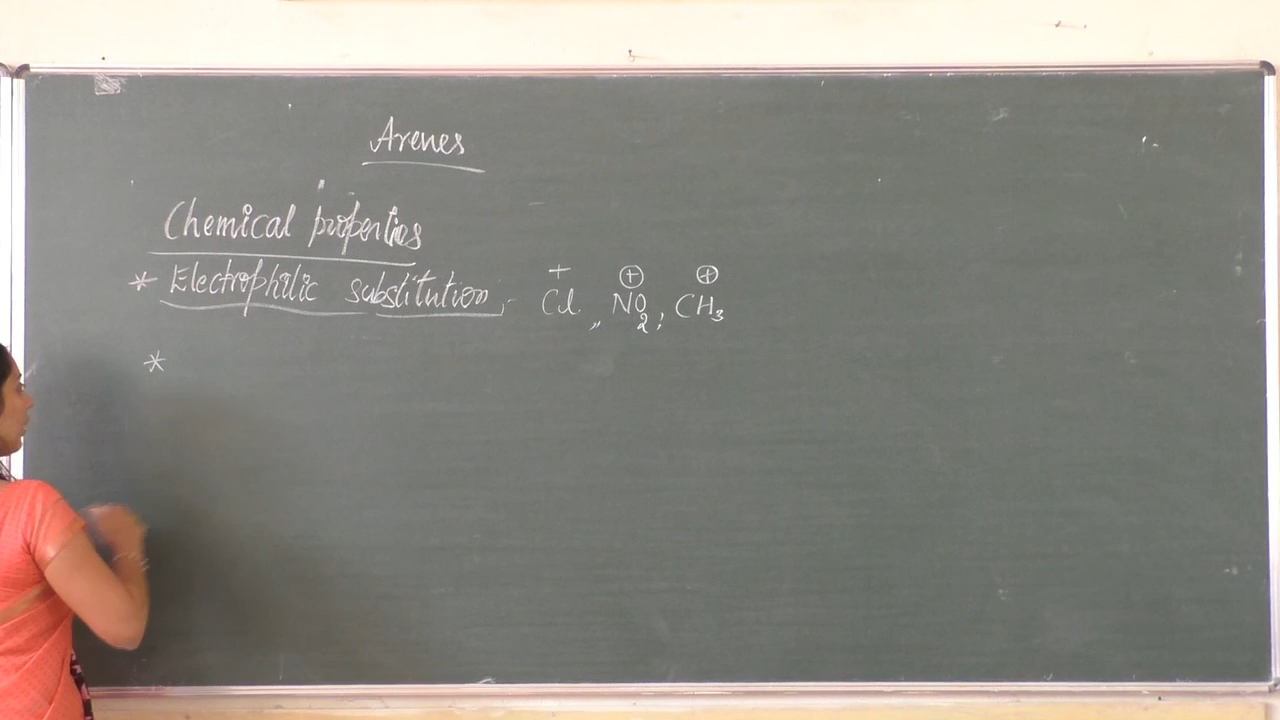 Arenes
Chemical properties
* Electrophilic substitution :- Cl⁺, NO₂⊕, CH₃⊕
*